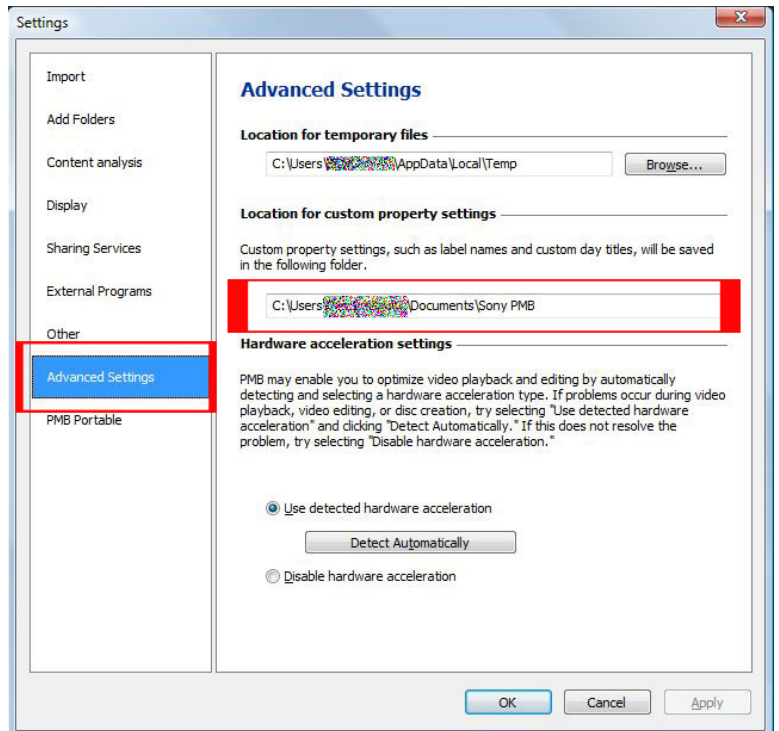 Settings
Import
Add Folders
Content analysis
Display
Sharing Services
External Programs
Other
Advanced Settings
PMB Portable
Advanced Settings
Location for temporary files
C:\Users\ \AppData\Local\Temp
Browse...
Location for custom property settings
Custom property settings, such as label names and custom day titles, will be saved
in the following folder.
C:\Users\ \Documents\Sony PMB
Hardware acceleration settings
PMB may enable you to optimize video playback and editing by automatically
detecting and selecting a hardware acceleration type. If problems occur during video
playback, video editing, or disc creation, try selecting "Use detected hardware
acceleration" and clicking "Detect Automatically." If this does not resolve the
problem, try selecting "Disable hardware acceleration."
Use detected hardware acceleration
Detect Automatically
Disable hardware acceleration
OK
Cancel
Apply